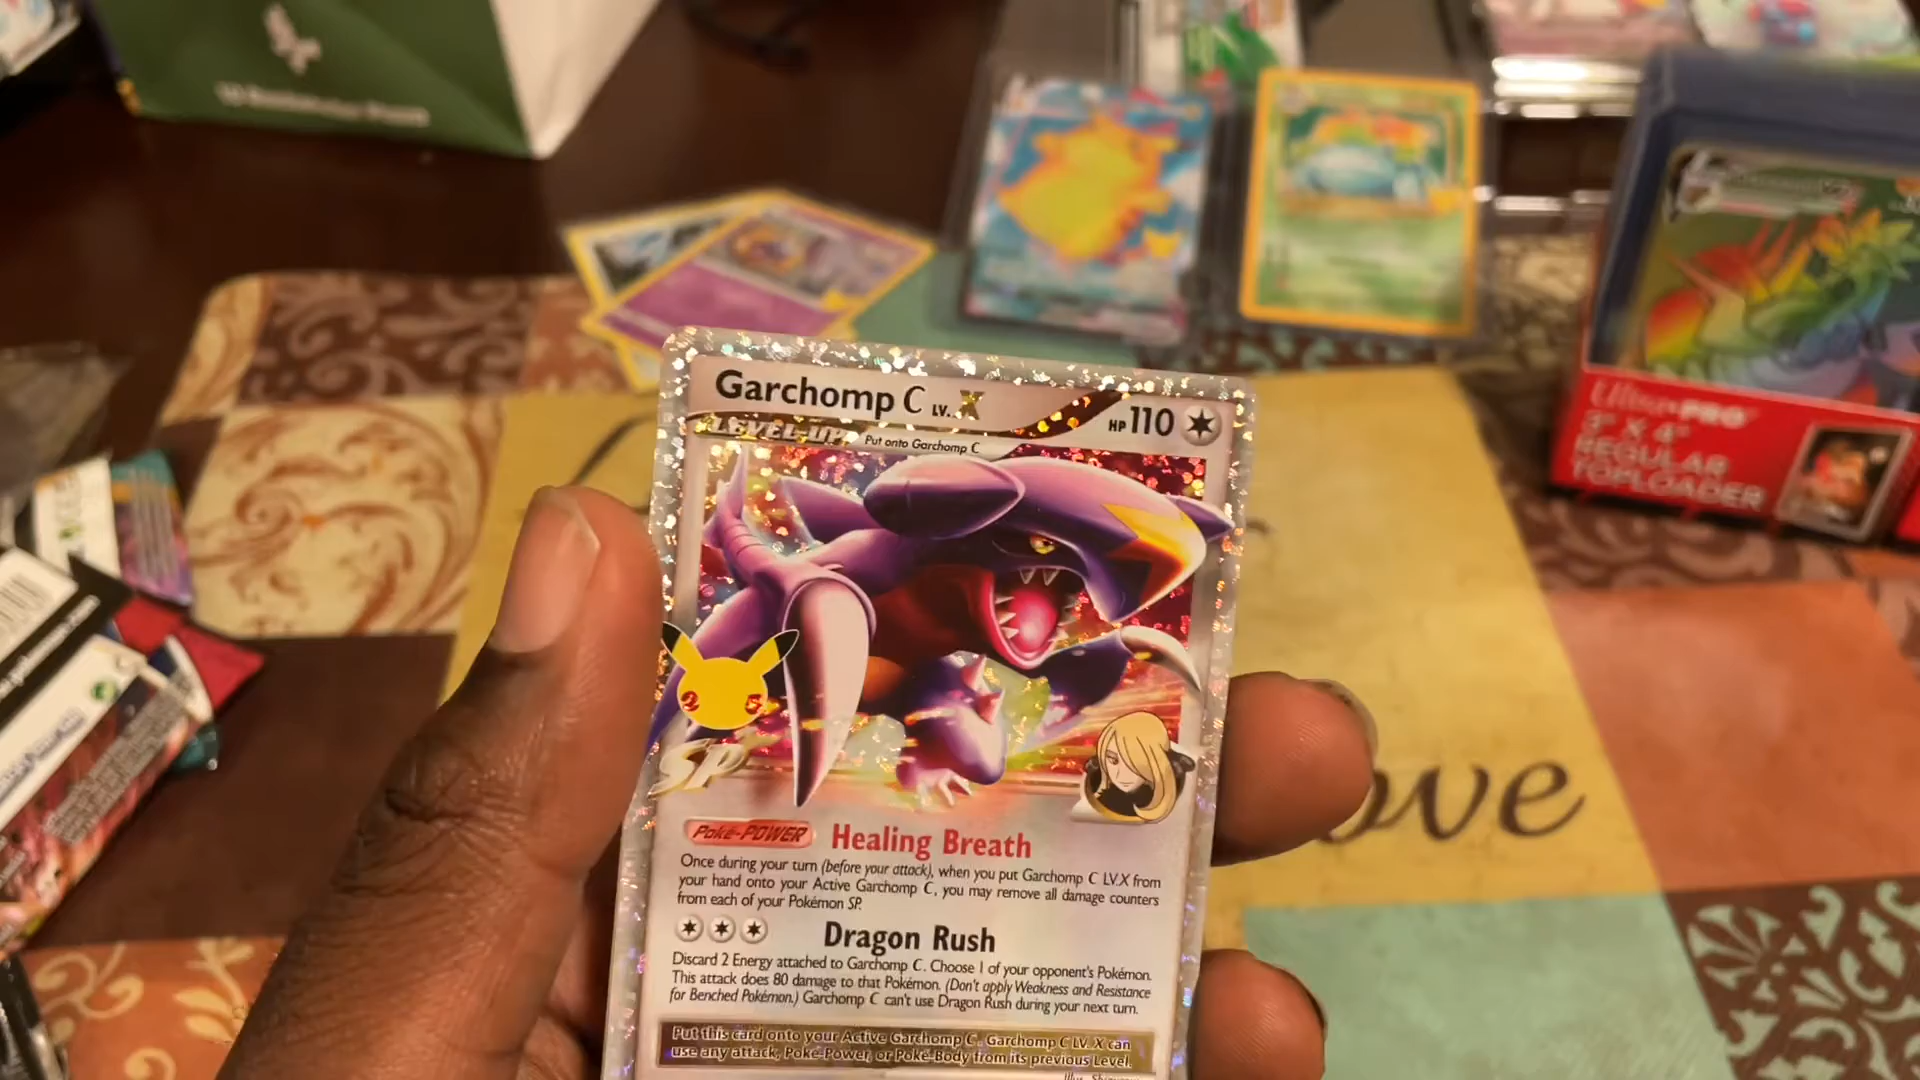 Garchomp C LV.X
HP 110
LEVEL-UP
Put onto Garchomp C
25
SP
Poké-POWER Healing Breath
Once during your turn (before your attack), when you put Garchomp C LV.X from
your hand onto your Active Garchomp C, you may remove all damage counters
from each of your Pokémon SP.
Dragon Rush
Discard 2 Energy attached to Garchomp C. Choose 1 of your opponent's Pokémon.
This attack does 80 damage to that Pokémon. (Don't apply Weakness and Resistance
for Benched Pokémon.) Garchomp C can't use Dragon Rush during your next turn.
Put this card onto your Active Garchomp C. Garchomp C LV.X can
use any attack, Poké-Power, or Poké-Body from its previous Level.
Ultra PRO
3" X 4"
REGULAR
TOPLOADER
ove